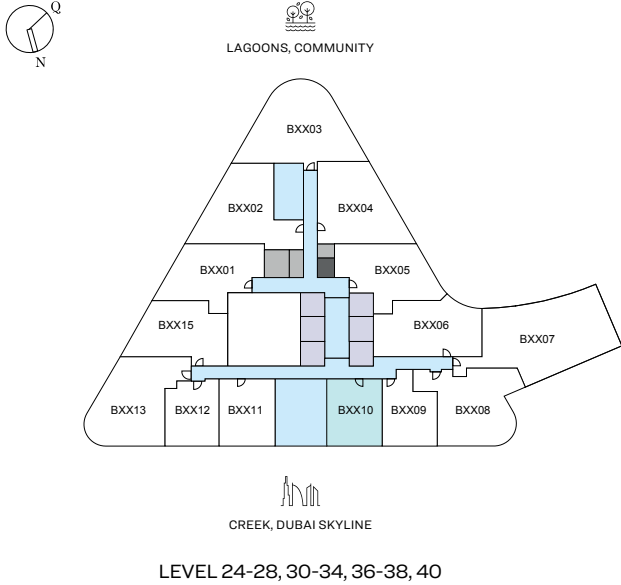 Q
N
LAGOONS, COMMUNITY
BXX03
BXX02
BXX04
BXX01
BXX05
BXX15
BXX06
BXX07
BXX13
BXX12
BXX11
BXX10
BXX09
BXX08
CREEK, DUBAI SKYLINE
LEVEL 24-28, 30-34, 36-38, 40